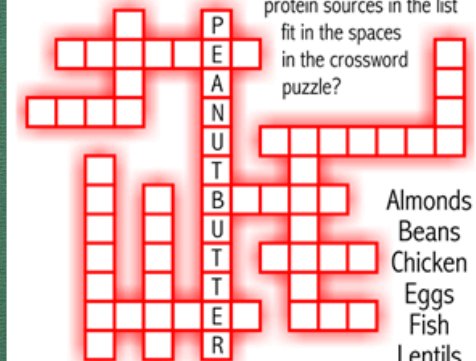 protein sources in the list
fit in the spaces
in the crossword
puzzle?
P
E
A
N
U
T
B
U
T
T
E
R
Almonds
Beans
Chicken
Eggs
Fish
Lentils